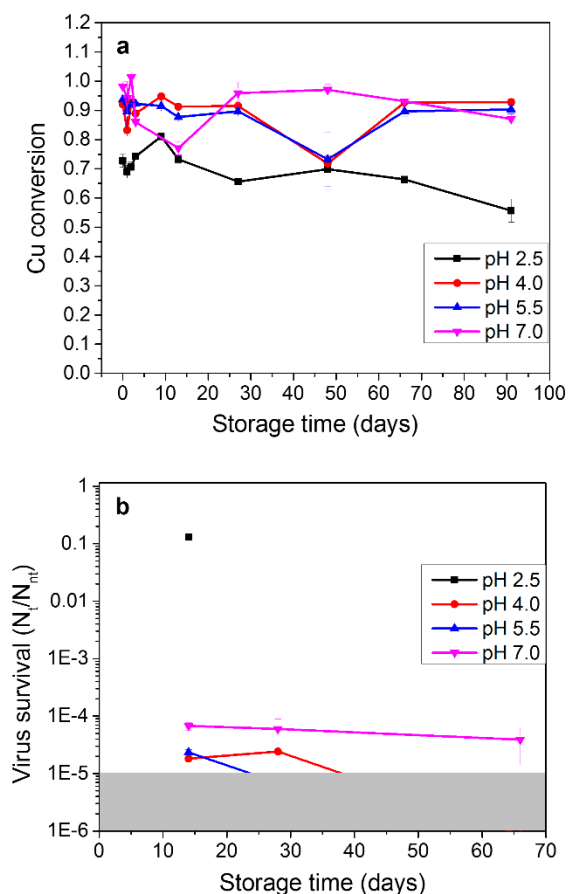 a
1.2
1.1
1.0
0.9
0.8
0.7
0.6
0.5
0.4
0.3
0.2
0.1
0.0
Cu conversion
pH 2.5
pH 4.0
pH 5.5
pH 7.0
0 10 20 30 40 50 60 70 80 90 100
Storage time (days)
b
1
0.1
0.01
1E-3
1E-4
1E-5
1E-6
Virus survival (Nt/Nnt)
pH 2.5
pH 4.0
pH 5.5
pH 7.0
0 10 20 30 40 50 60 70
Storage time (days)